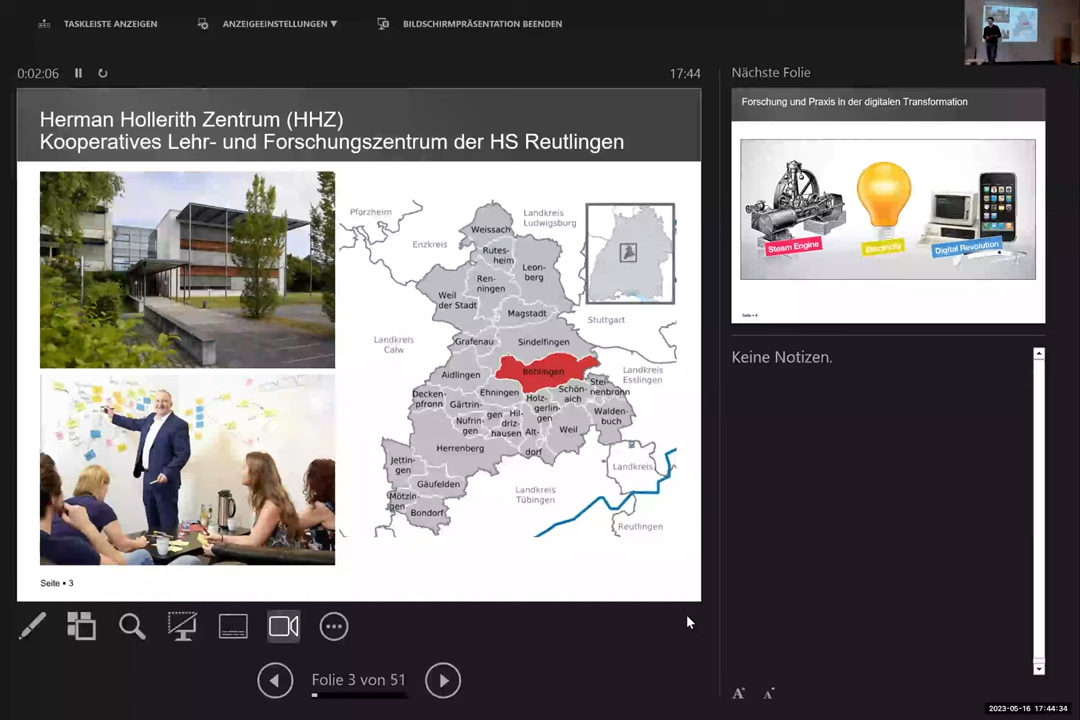 TASKLEISTE ANZEIGEN
ANZEIGEEINSTELLUNGEN ▼
BILDSCHIRMPRÄSENTATION BEENDEN
0:02:06
17:44
Nächste Folie
Herman Hollerith Zentrum (HHZ)
Kooperatives Lehr- und Forschungszentrum der HS Reutlingen
Pforzheim
Enzkreis
Landkreis
Ludwigsburg
Weissach
Rutes-
heim
Leon-
berg
Ren-
ningen
Weil
der Stadt
Magstadt
Stuttgart
Landkreis
Calw
Grafenau
Sindelfingen
Aidlingen
Böblingen
Landkreis
Esslingen
Decken-
pfronn
Ehningen
Gärtrin-
gen
Schön-
aich
Stei-
nenbronn
Holz-
gerlin-
gen
Hil-
driz-
hausen
Walden-
buch
Nufrin-
gen
Alt-
dorf
Weil
Herrenberg
Jettin-
gen
Gäufelden
Mötzin-
gen
Bondorf
Landkreis
Tübingen
Landkreis
Reutlingen
Seite ▪ 3
Forschung und Praxis in der digitalen Transformation
Steam Engine
Electricity
Digital Revolution
Seite ▪ 4
Keine Notizen.
Folie 3 von 51
A A
2023-05-16 17:44:34